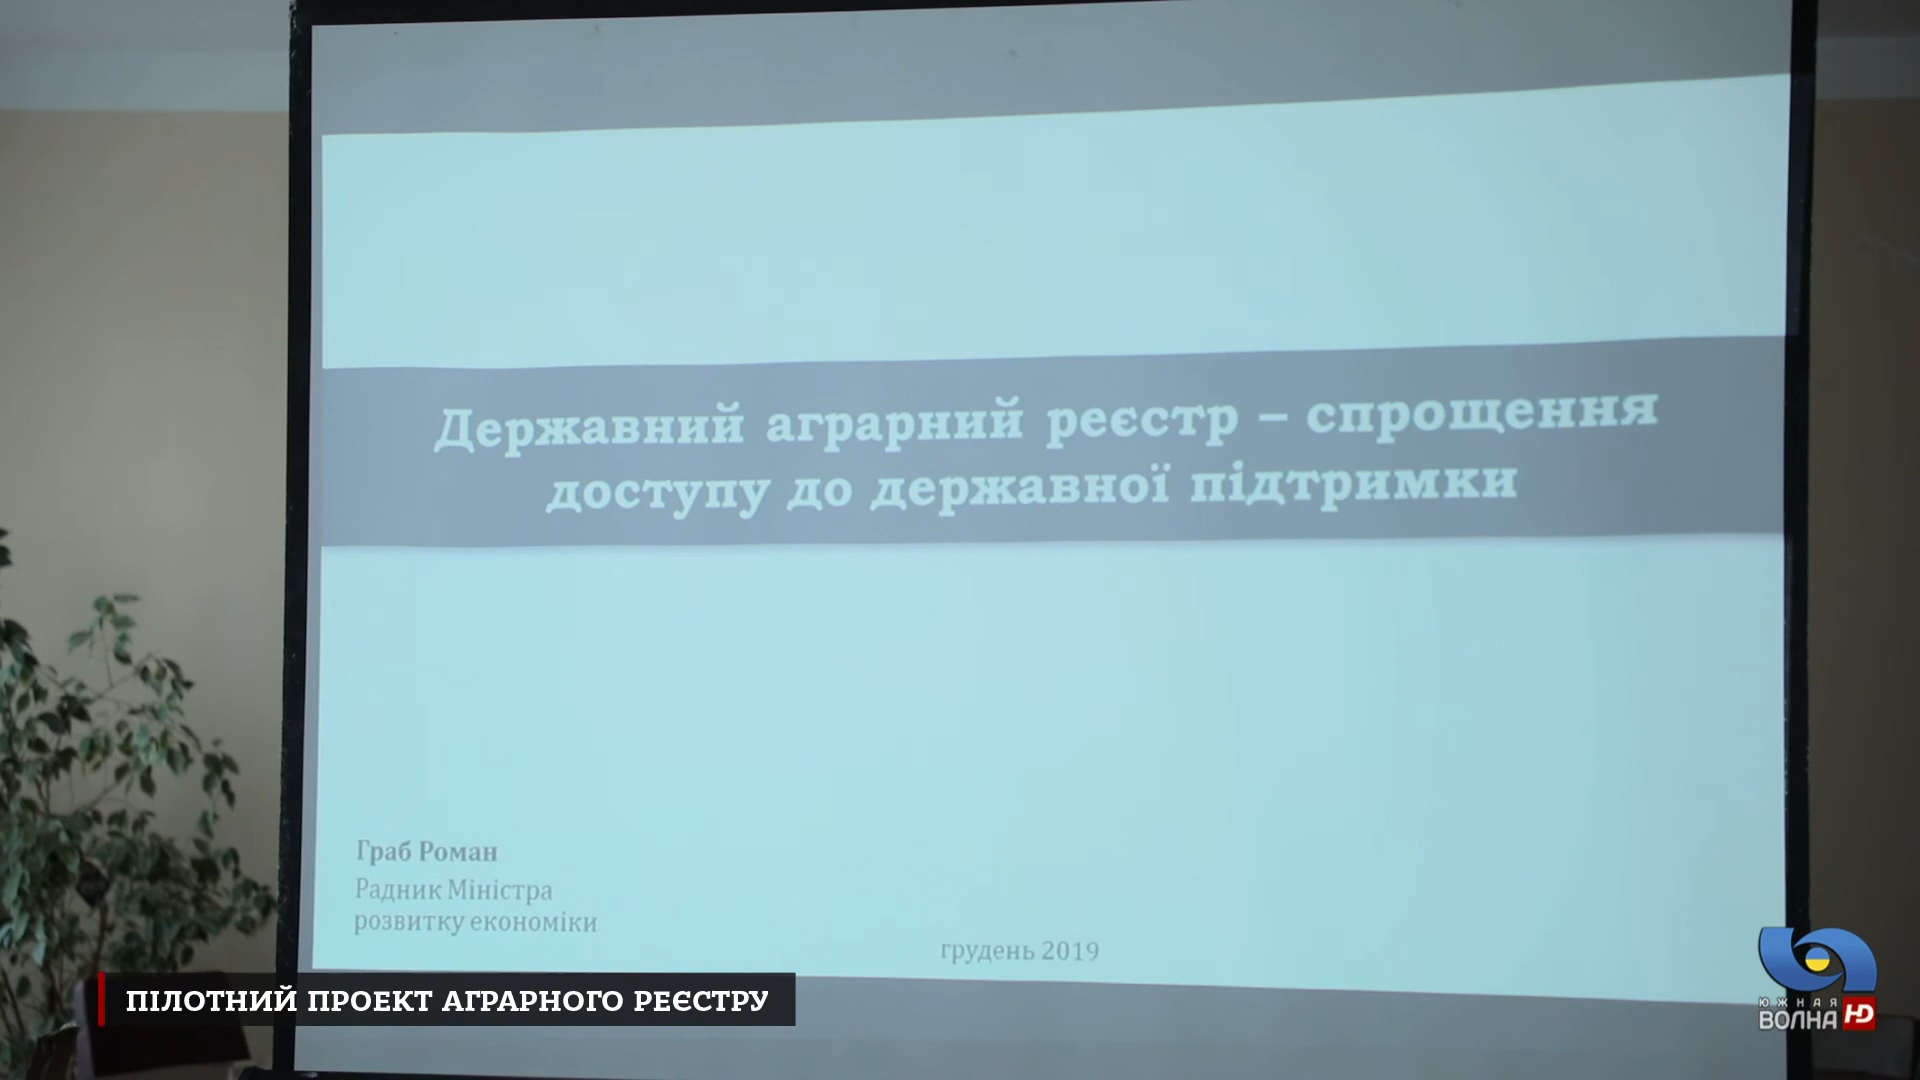 Державний аграрний реєстр – спрощення
доступу до державної підтримки
Граб Роман
Радник Міністра
розвитку економіки
грудень 2019
ПІЛОТНИЙ ПРОЕКТ АГРАРНОГО РЕЄСТРУ
ЮЖНАЯ
ВОЛНА HD